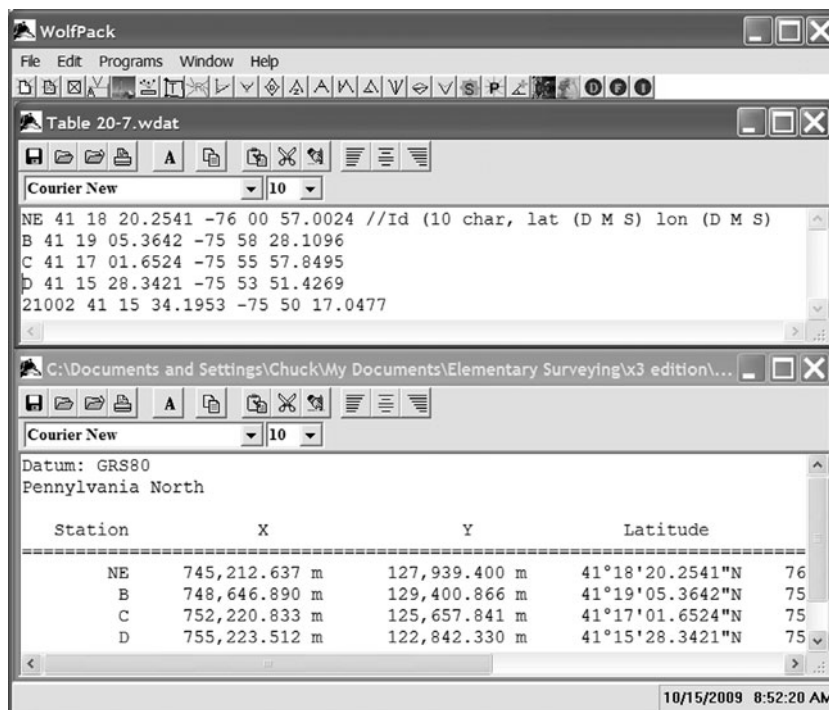 WolfPack
File Edit Programs Window Help
S P D F I
Table 20-7.wdat
A
Courier New 10
NE 41 18 20.2541 -76 00 57.0024 //Id (10 char, lat (D M S) lon (D M S)
B 41 19 05.3642 -75 58 28.1096
C 41 17 01.6524 -75 55 57.8495
D 41 15 28.3421 -75 53 51.4269
21002 41 15 34.1953 -75 50 17.0477
C:\Documents and Settings\Chuck\My Documents\Elementary Surveying\x3 edition\...
A
Courier New 10
Datum: GRS80
Pennylvania North
Station X Y Latitude
================================================================
NE 745,212.637 m 127,939.400 m 41°18'20.2541"N 76
B 748,646.890 m 129,400.866 m 41°19'05.3642"N 75
C 752,220.833 m 125,657.841 m 41°17'01.6524"N 75
D 755,223.512 m 122,842.330 m 41°15'28.3421"N 75
10/15/2009 8:52:20 AM